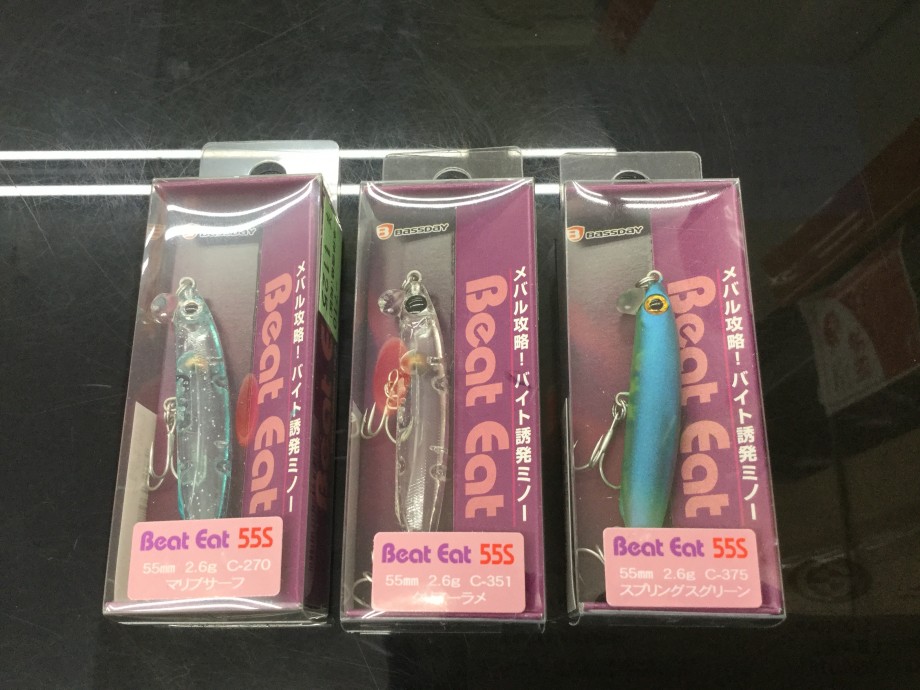 BASSDAY
メバル攻略！バイト誘発ミノー
Beat Eat
Beat Eat 55S
55mm 2.6g C-270
マリブサーフ
BASSDAY
メバル攻略！バイト誘発ミノー
Beat Eat
Beat Eat 55S
55mm 2.6g C-351
ラメ
BASSDAY
メバル攻略！バイト誘発ミノー
Beat Eat
Beat Eat 55S
55mm 2.6g C-375
スプリングスグリーン